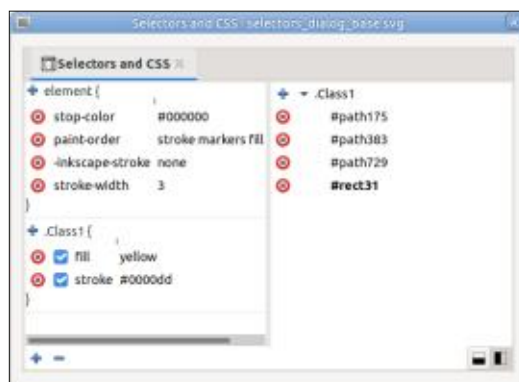 Selectors and CSS - selectors_dialog_base.svg
Selectors and CSS
element {
stop-color #000000
paint-order stroke markers fill
-inkscape-stroke none
stroke-width 3
}
.Class1 {
fill yellow
stroke #0000dd
}
.Class1
#path175
#path383
#path729
#rect31